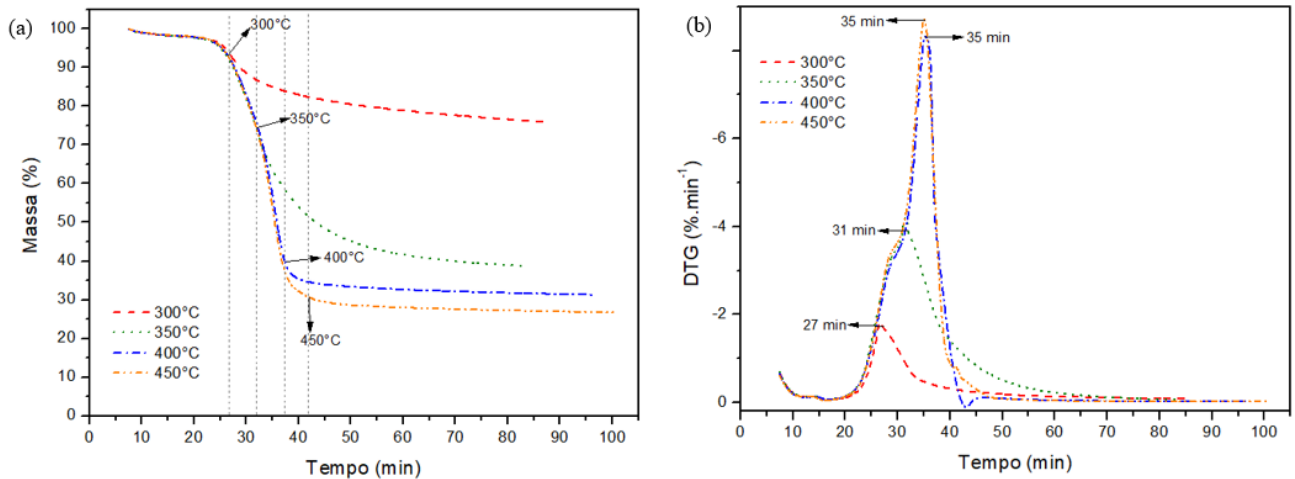 (a)
100
90
80
70
60
50
40
30
20
10
0
Massa (%)
300°C
350°C
400°C
450°C
300°C
350°C
400°C
450°C
0 10 20 30 40 50 60 70 80 90 100
Tempo (min)
(b)
35 min
35 min
31 min
27 min
300°C
350°C
400°C
450°C
-6
-4
-2
0
DTG (%.min⁻¹)
0 10 20 30 40 50 60 70 80 90 100
Tempo (min)